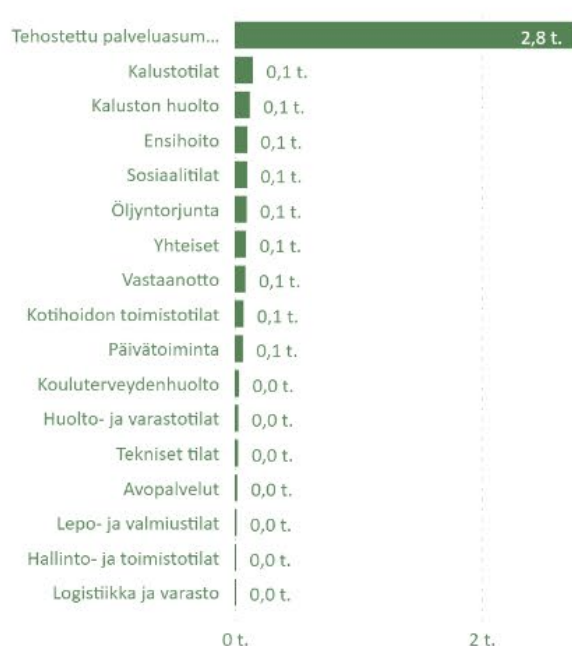 Tehostettu palveluasum... 2,8 t.
Kalustotilat 0,1 t.
Kaluston huolto 0,1 t.
Ensihoito 0,1 t.
Sosiaalitilat 0,1 t.
Öljyntorjunta 0,1 t.
Yhteiset 0,1 t.
Vastaanotto 0,1 t.
Kotihoidon toimistotilat 0,1 t.
Päivätoiminta 0,1 t.
Kouluterveydenhuolto 0,0 t.
Huolto- ja varastotilat 0,0 t.
Tekniset tilat 0,0 t.
Avopalvelut 0,0 t.
Lepo- ja valmiustilat 0,0 t.
Hallinto- ja toimistotilat 0,0 t.
Logistiikka ja varasto 0,0 t.
0 t. 2 t.